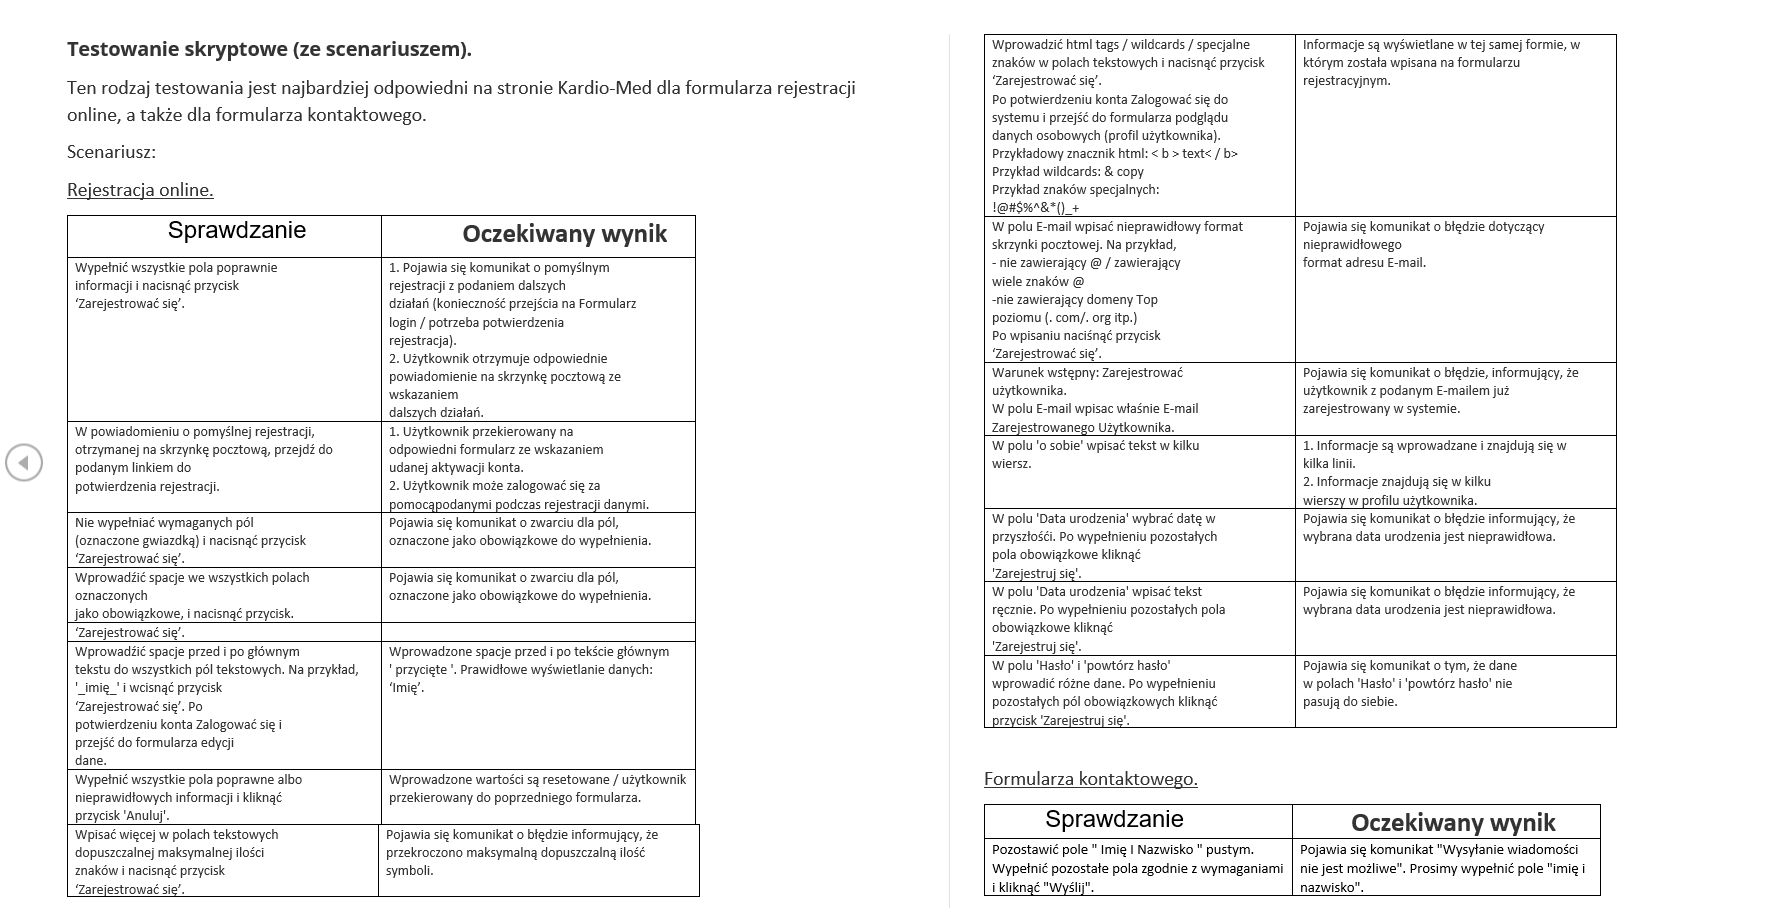 Testowanie skryptowe (ze scenariuszem).
Ten rodzaj testowania jest najbardziej odpowiedni na stronie Kardio-Med dla formularza rejestracji
online, a także dla formularza kontaktowego.
Scenariusz:
Rejestracja online.
Sprawdzanie
Oczekiwany wynik
Wypełnić wszystkie pola poprawnie
informacji i nacisnąć przycisk
‘Zarejestrować się’.
1. Pojawia się komunikat o pomyślnym
rejestracji z podaniem dalszych
działań (konieczność przejścia na Formularz
login / potrzeba potwierdzenia
rejestracja).
2. Użytkownik otrzymuje odpowiednie
powiadomienie na skrzynkę pocztową ze
wskazaniem
dalszych działań.
W powiadomieniu o pomyślnej rejestracji,
otrzymanej na skrzynkę pocztową, przejdź do
podanym linkiem do
potwierdzenia rejestracji.
1. Użytkownik przekierowany na
odpowiedni formularz ze wskazaniem
udanej aktywacji konta.
2. Użytkownik może zalogować się za
pomocąpodanymi podczas rejestracji danymi.
Nie wypełniać wymaganych pól
(oznaczone gwiazdką) i nacisnąć przycisk
‘Zarejestrować się’.
Pojawia się komunikat o zwarciu dla pól,
oznaczone jako obowiązkowe do wypełnienia.
Wprowadźić spacje we wszystkich polach
oznaczonych
jako obowiązkowe, i nacisnąć przycisk.
Pojawia się komunikat o zwarciu dla pól,
oznaczone jako obowiązkowe do wypełnienia.
‘Zarejestrować się’.
Wprowadźić spacje przed i po głównym
tekstu do wszystkich pól tekstowych. Na przykład,
'_imię_' i wcisnąć przycisk
‘Zarejestrować się’. Po
potwierdzeniu konta Zalogować się i
przejść do formularza edycji
dane.
Wprowadzone spacje przed i po tekście głównym
' przycięte '. Prawidłowe wyświetlanie danych:
‘Imię’.
Wypełnić wszystkie pola poprawne albo
nieprawidłowych informacji i kliknąć
przycisk 'Anuluj'.
Wprowadzone wartości są resetowane / użytkownik
przekierowany do poprzedniego formularza.
Wpisać więcej w polach tekstowych
dopuszczalnej maksymalnej ilości
znaków i nacisnąć przycisk
‘Zarejestrować się’.
Pojawia się komunikat o błędzie informujący, że
przekroczono maksymalną dopuszczalną ilość
symboli.
Wprowadzić html tags / wildcards / specjalne
znaków w polach tekstowych i nacisnąć przycisk
‘Zarejestrować się’.
Po potwierdzeniu konta Zalogować się do
systemu i przejść do formularza podglądu
danych osobowych (profil użytkownika).
Przykładowy znacznik html: < b > text< / b>
Przykład wildcards: & copy
Przykład znaków specjalnych:
!@#$%^&*()_+
Informacje są wyświetlane w tej samej formie, w
którym została wpisana na formularzu
rejestracyjnym.
W polu E-mail wpisać nieprawidłowy format
skrzynki pocztowej. Na przykład,
- nie zawierający @ / zawierający
wiele znaków @
-nie zawierający domeny Top
poziomu (. com/. org itp.)
Po wpisaniu naciśnąć przycisk
‘Zarejestrować się’.
Pojawia się komunikat o błędzie dotyczący
nieprawidłowego
format adresu E-mail.
Warunek wstępny: Zarejestrować
użytkownika.
W polu E-mail wpisac właśnie E-mail
Zarejestrowanego Użytkownika.
Pojawia się komunikat o błędzie, informujący, że
użytkownik z podanym E-mailem już
zarejestrowany w systemie.
W polu 'o sobie' wpisać tekst w kilku
wiersz.
1. Informacje są wprowadzane i znajdują się w
kilka linii.
2. Informacje znajdują się w kilku
wierszy w profilu użytkownika.
W polu 'Data urodzenia' wybrać datę w
przyszłośći. Po wypełnieniu pozostałych
pola obowiązkowe kliknąć
'Zarejestruj się'.
Pojawia się komunikat o błędzie informujący, że
wybrana data urodzenia jest nieprawidłowa.
W polu 'Data urodzenia' wpisać tekst
ręcznie. Po wypełnieniu pozostałych pola
obowiązkowe kliknąć
'Zarejestruj się'.
Pojawia się komunikat o błędzie informujący, że
wybrana data urodzenia jest nieprawidłowa.
W polu 'Hasło' i 'powtórz hasło'
wprowadić różne dane. Po wypełnieniu
pozostałych pól obowiązkowych kliknąć
przycisk 'Zarejestruj się'.
Pojawia się komunikat o tym, że dane
w polach 'Hasło' i 'powtórz hasło' nie
pasują do siebie.
Formularza kontaktowego.
Sprawdzanie
Oczekiwany wynik
Pozostawić pole " Imię I Nazwisko " pustym.
Wypełnić pozostałe pola zgodnie z wymaganiami
i kliknąć "Wyślij".
Pojawia się komunikat "Wysyłanie wiadomości
nie jest możliwe". Prosimy wypełnić pole "imię i
nazwisko".